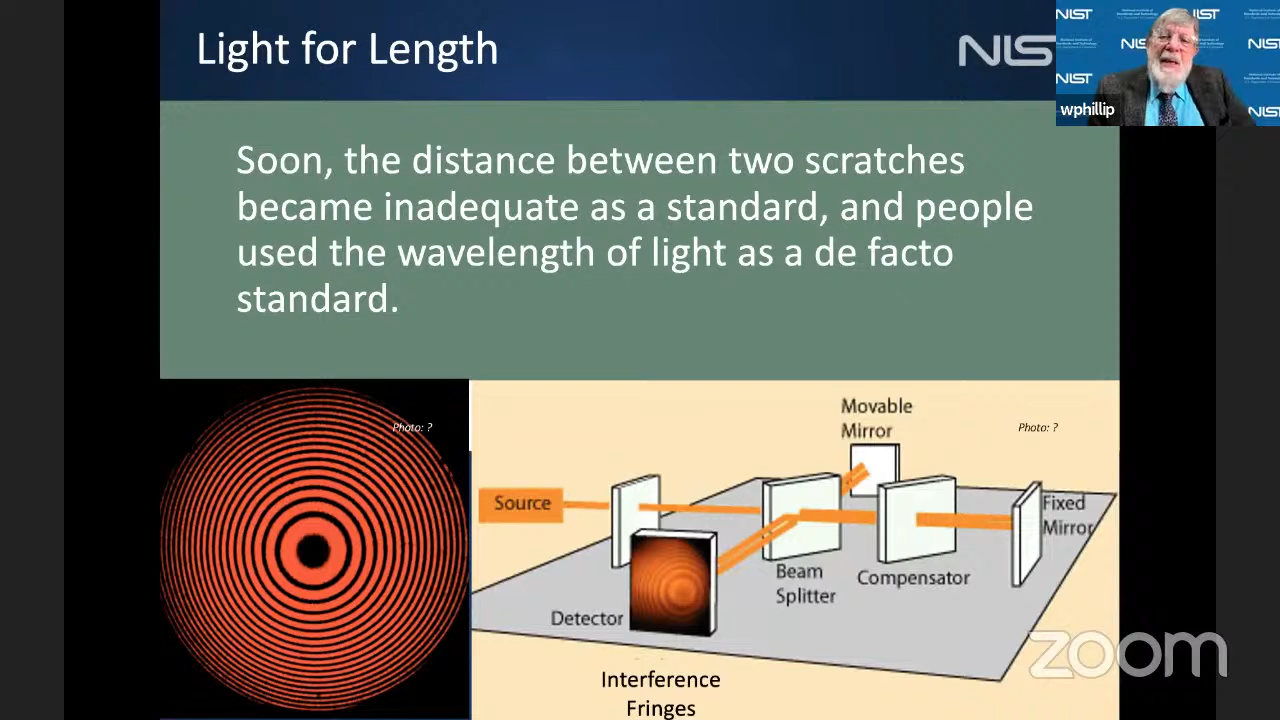 Light for Length
NIST
wphillip
Soon, the distance between two scratches
became inadequate as a standard, and people
used the wavelength of light as a de facto
standard.
Photo: ?
Movable
Mirror
Photo: ?
Source
Fixed
Mirror
Beam
Splitter
Compensator
Detector
Interference
Fringes
zoom